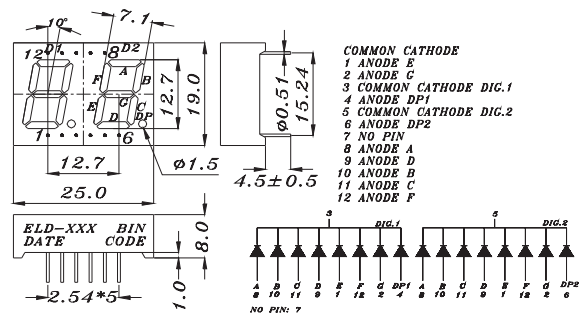 10°
7.1
12 D1 8 D2
F A B
E G C
D DP
1 6
12.7
19.0
12.7
Ø1.5
25.0
Ø0.51
15.24
4.5±0.5
COMMON CATHODE
1 ANODE E
2 ANODE G
3 COMMON CATHODE DIG.1
4 ANODE DP1
5 COMMON CATHODE DIG.2
6 ANODE DP2
7 NO PIN
8 ANODE A
9 ANODE D
10 ANODE B
11 ANODE C
12 ANODE F
ELD-XXX BIN
DATE CODE
8.0
1.0
2.54*5
3 5
DIG.1 DIG.2
A B C D E F G DP1 A B C D E F G DP2
8 10 11 9 1 12 2 4 8 10 11 9 1 12 2 6
NO PIN: 7